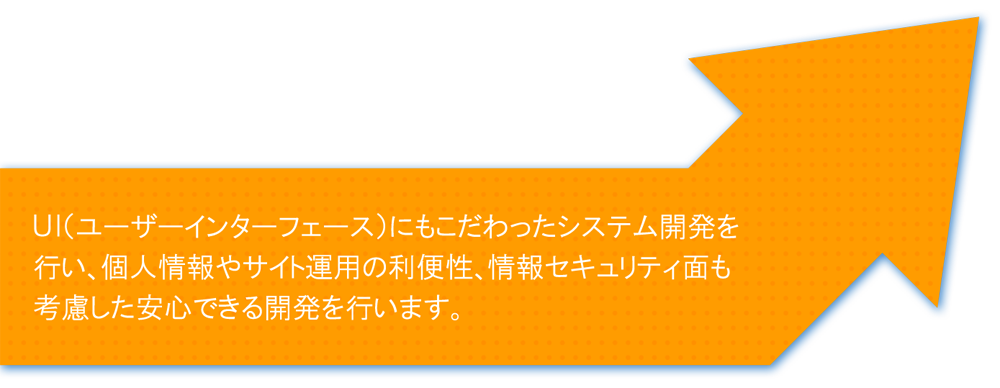 UI(ユーザーインターフェース)にもこだわったシステム開発を
行い、個人情報やサイト運用の利便性、情報セキュリティ面も
考慮した安心できる開発を行います。